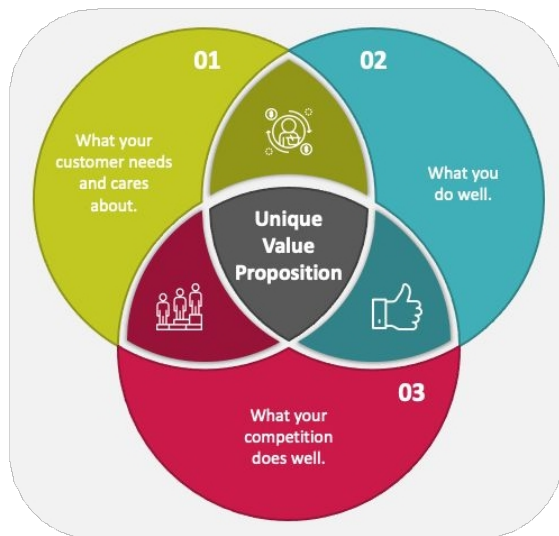 01
What your
customer needs
and cares
about.
02
What you
do well.
Unique
Value
Proposition
03
What your
competition
does well.